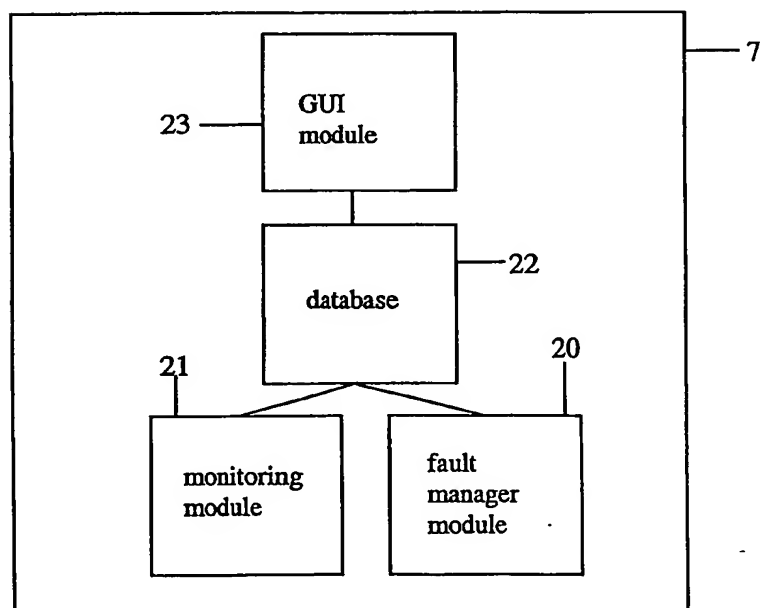 7
GUI
module
23
22
database
21
20
monitoring
module
fault
manager
module